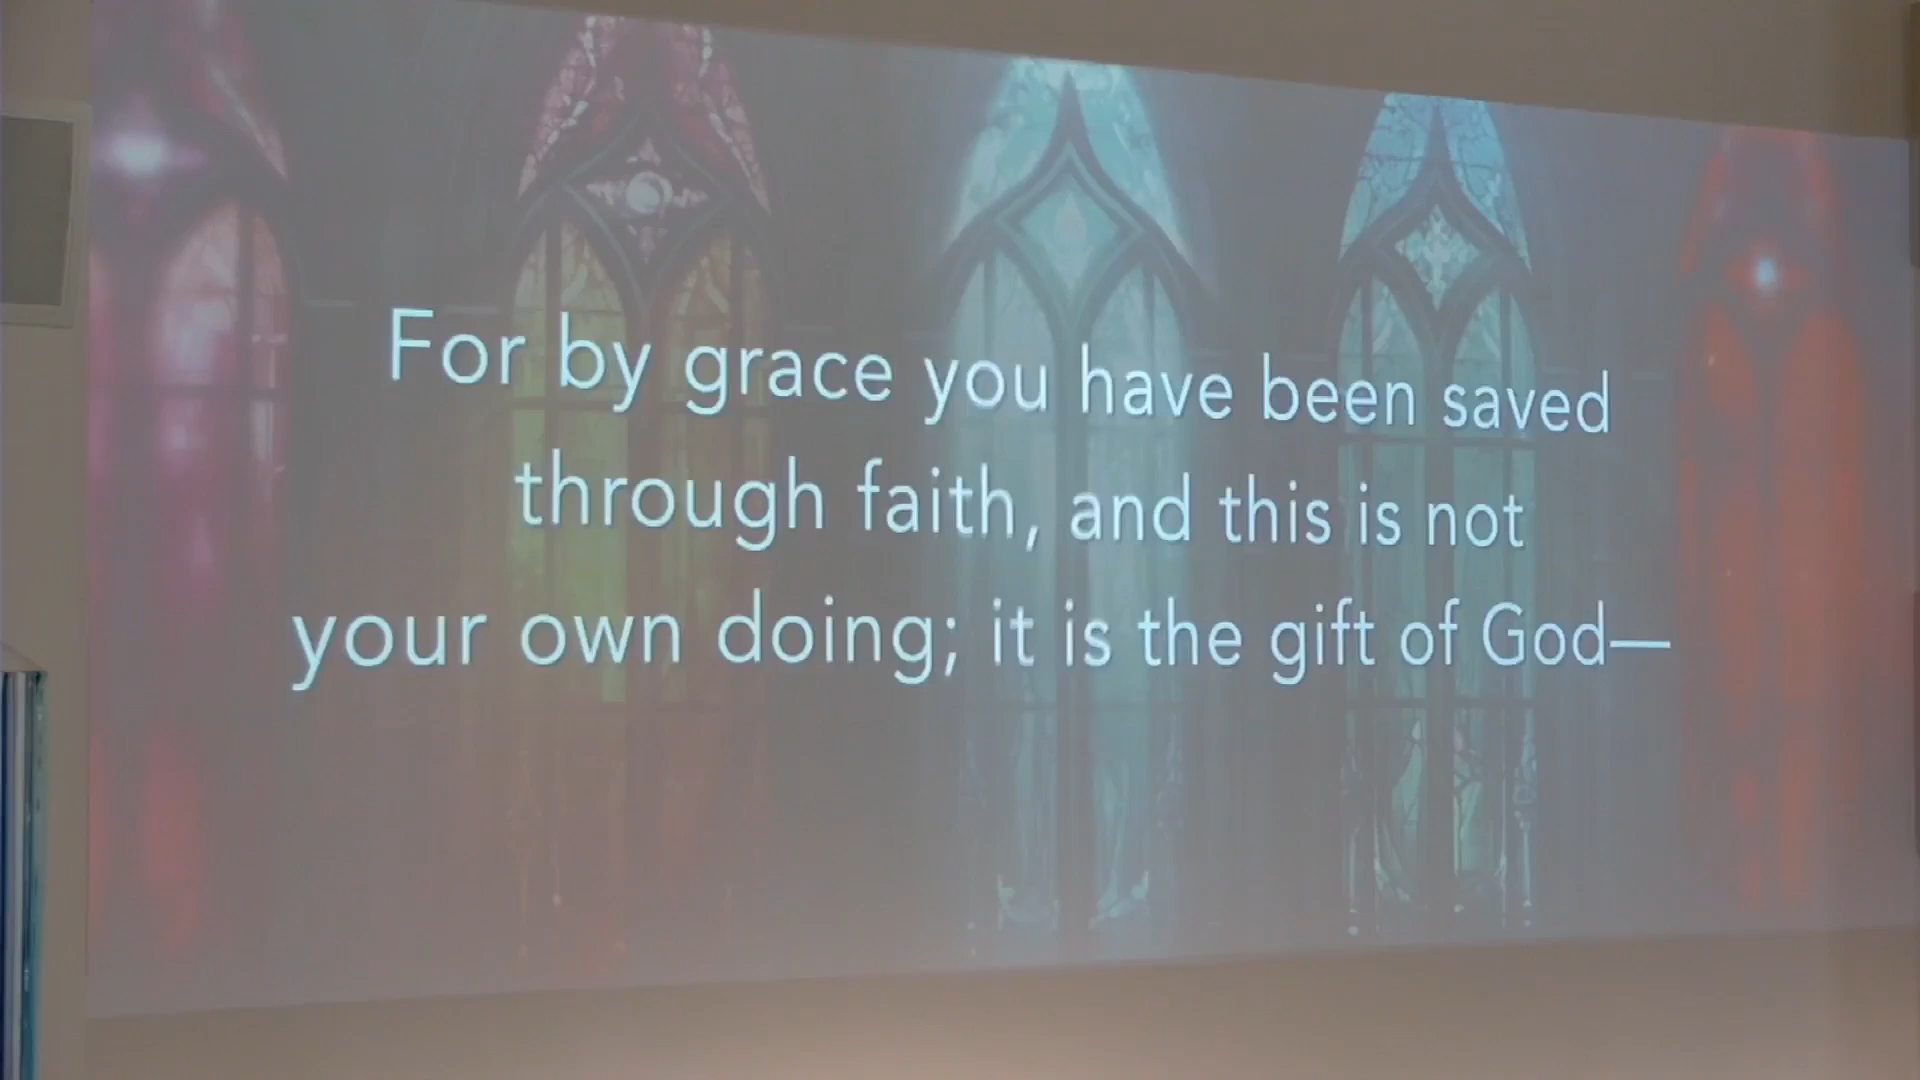 For by grace you have been saved
through faith, and this is not
your own doing; it is the gift of God—